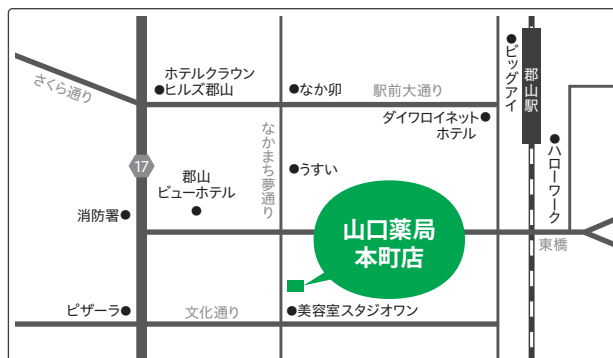 さくら通り
ホテルクラウン
ヒルズ郡山
なか卯
駅前大通り
ビッグアイ
郡山駅
ダイワロイネット
ホテル
ハローワーク
なかまち夢通り
17
うすい
郡山
ビューホテル
消防署
山口薬局
本町店
東橋
ピザーラ
文化通り
美容室スタジオワン